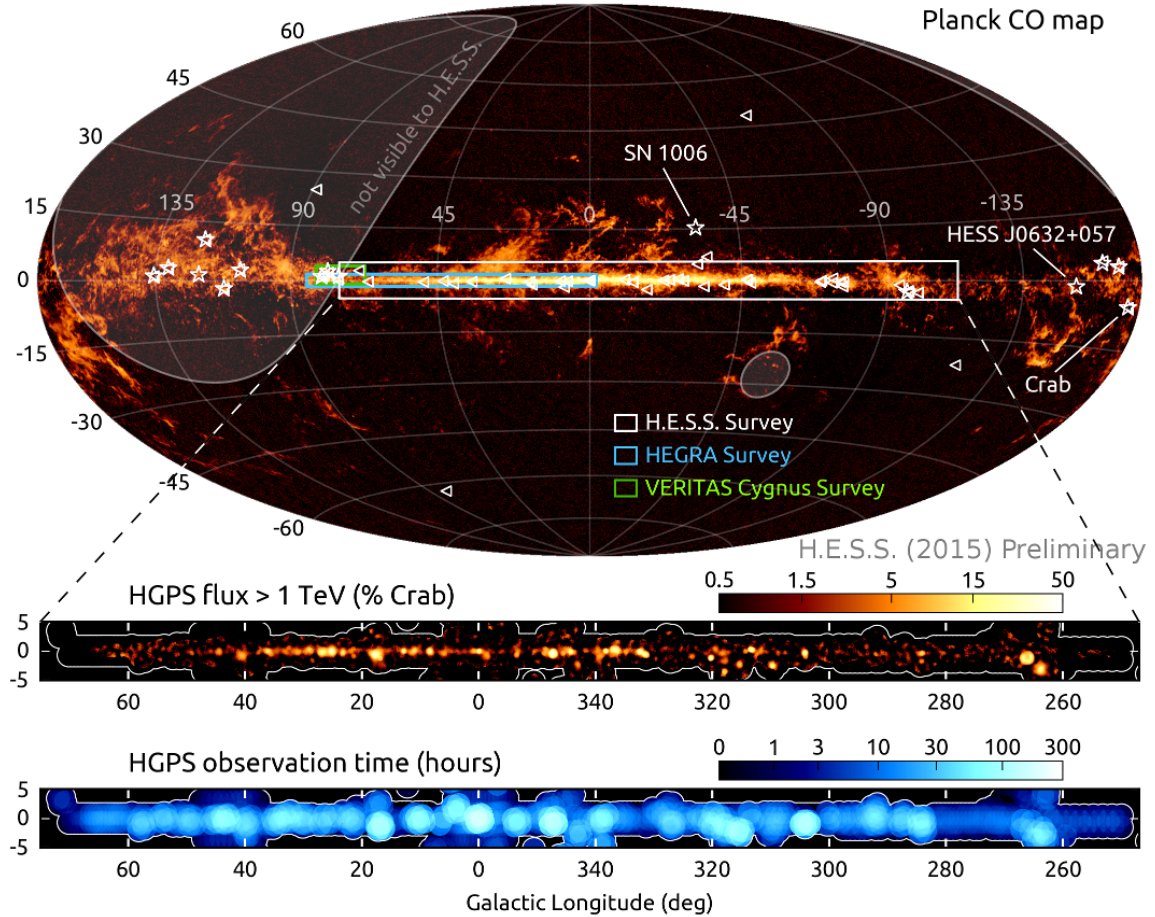 Planck CO map
60
45
30
15
0
-15
-30
-45
-60
not visible to H.E.S.S.
135
90
45
0
-45
-90
-135
SN 1006
HESS J0632+057
Crab
H.E.S.S. Survey
HEGRA Survey
VERITAS Cygnus Survey
H.E.S.S. (2015) Preliminary
HGPS flux > 1 TeV (% Crab)
0.5 1.5 5 15 50
5
0
-5
60 40 20 0 340 320 300 280 260
HGPS observation time (hours)
0 1 3 10 30 100 300
5
0
-5
60 40 20 0 340 320 300 280 260
Galactic Longitude (deg)